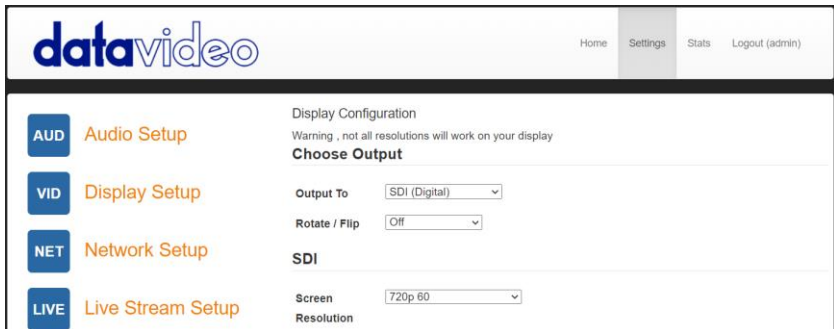 datavideo
Home Settings Stats Logout (admin)
AUD Audio Setup
VID Display Setup
NET Network Setup
LIVE Live Stream Setup
Display Configuration
Warning , not all resolutions will work on your display
Choose Output
Output To SDI (Digital)
Rotate / Flip Off
SDI
Screen 720p 60
Resolution